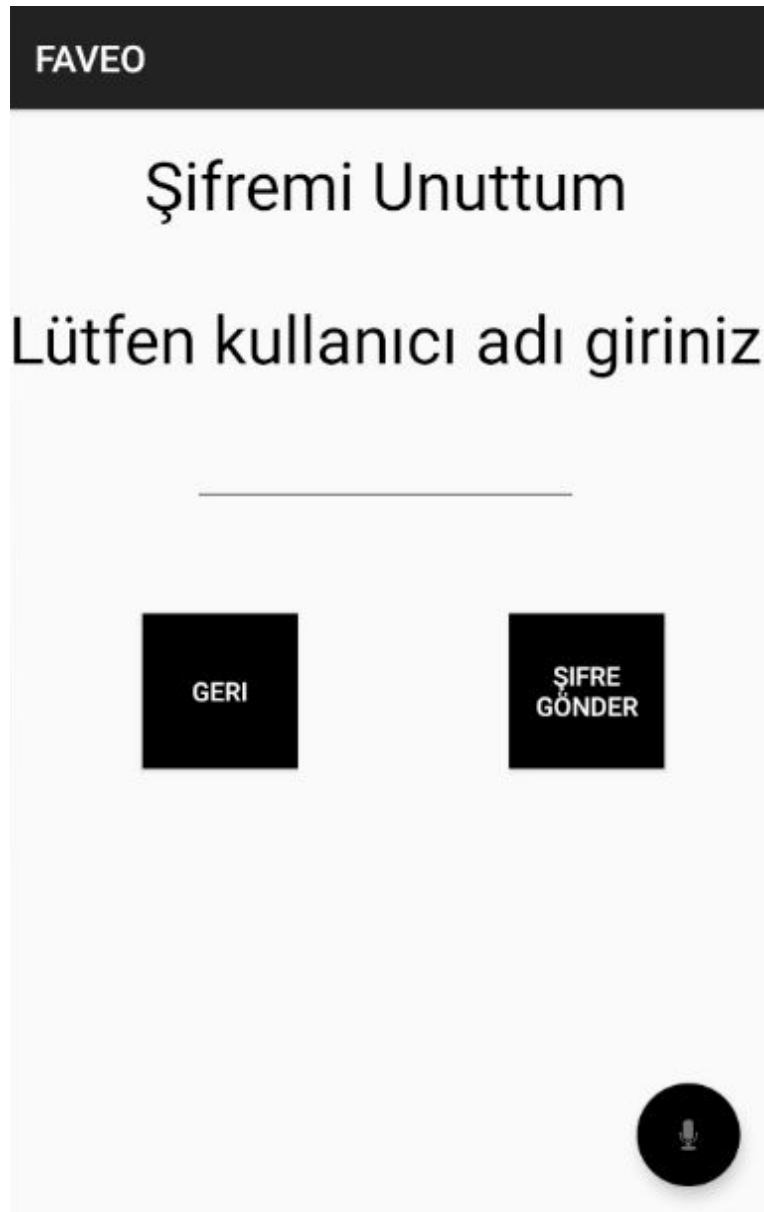 FAVEO
Şifremi Unuttum
Lütfen kullanıcı adı giriniz
GERI
ŞIFRE
GÖNDER